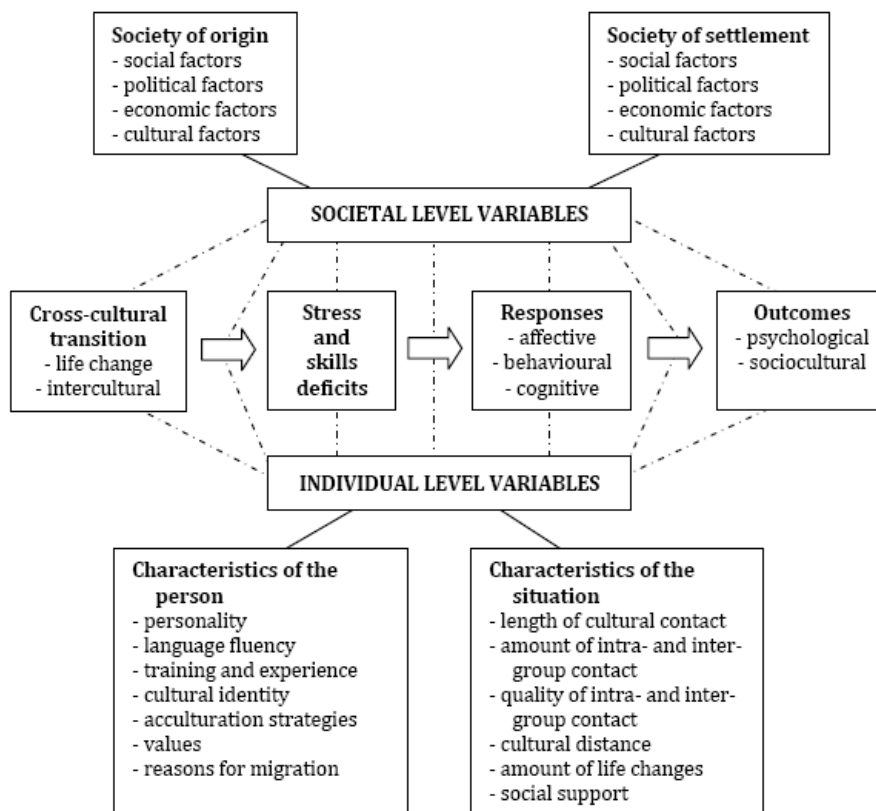 Society of origin
- social factors
- political factors
- economic factors
- cultural factors
Society of settlement
- social factors
- political factors
- economic factors
- cultural factors
SOCIETAL LEVEL VARIABLES
Cross-cultural
transition
- life change
- intercultural
Stress
and
skills
deficits
Responses
- affective
- behavioural
- cognitive
Outcomes
- psychological
- sociocultural
INDIVIDUAL LEVEL VARIABLES
Characteristics of the
person
- personality
- language fluency
- training and experience
- cultural identity
- acculturation strategies
- values
- reasons for migration
Characteristics of the
situation
- length of cultural contact
- amount of intra- and inter-
group contact
- quality of intra- and inter-
group contact
- cultural distance
- amount of life changes
- social support